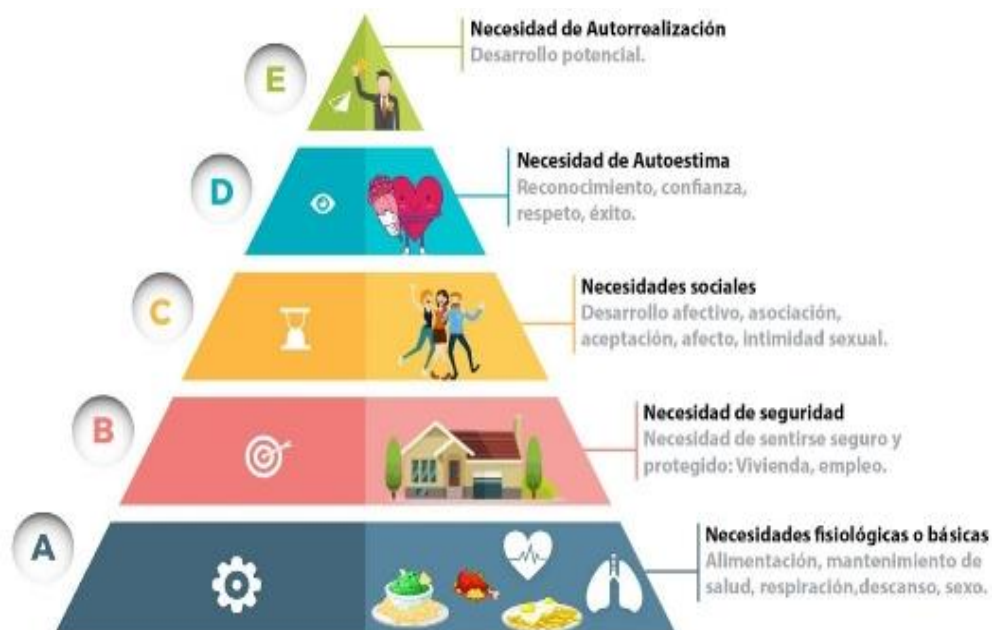 Necesidad de Autorrealización
Desarrollo potencial.
E
Necesidad de Autoestima
Reconocimiento, confianza,
respeto, éxito.
D
Necesidades sociales
Desarrollo afectivo, asociación,
aceptación, afecto, intimidad sexual.
C
Necesidad de seguridad
Necesidad de sentirse seguro y
protegido: Vivienda, empleo.
B
Necesidades fisiológicas o básicas
Alimentación, mantenimiento de
salud, respiración,descanso, sexo.
A